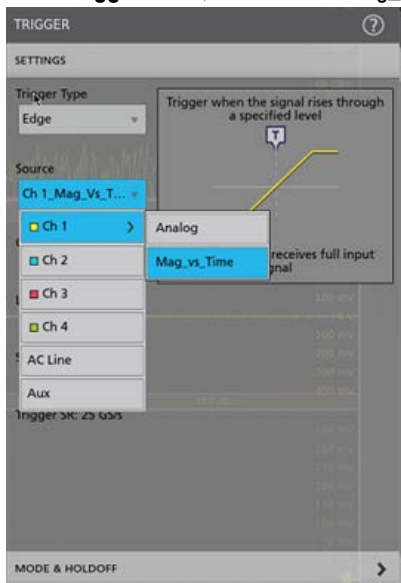 TRIGGER
?
SETTINGS
Trigger Type
Edge
Trigger when the signal rises through
a specified level
T
Source
Ch 1_Mag_Vs_T...
Ch 1
Analog
Ch 2
Mag_vs_Time
receives full input
Ch 3
Ch 4
AC Line
Aux
Trigger SR: 25 GS/s
MODE & HOLDOFF